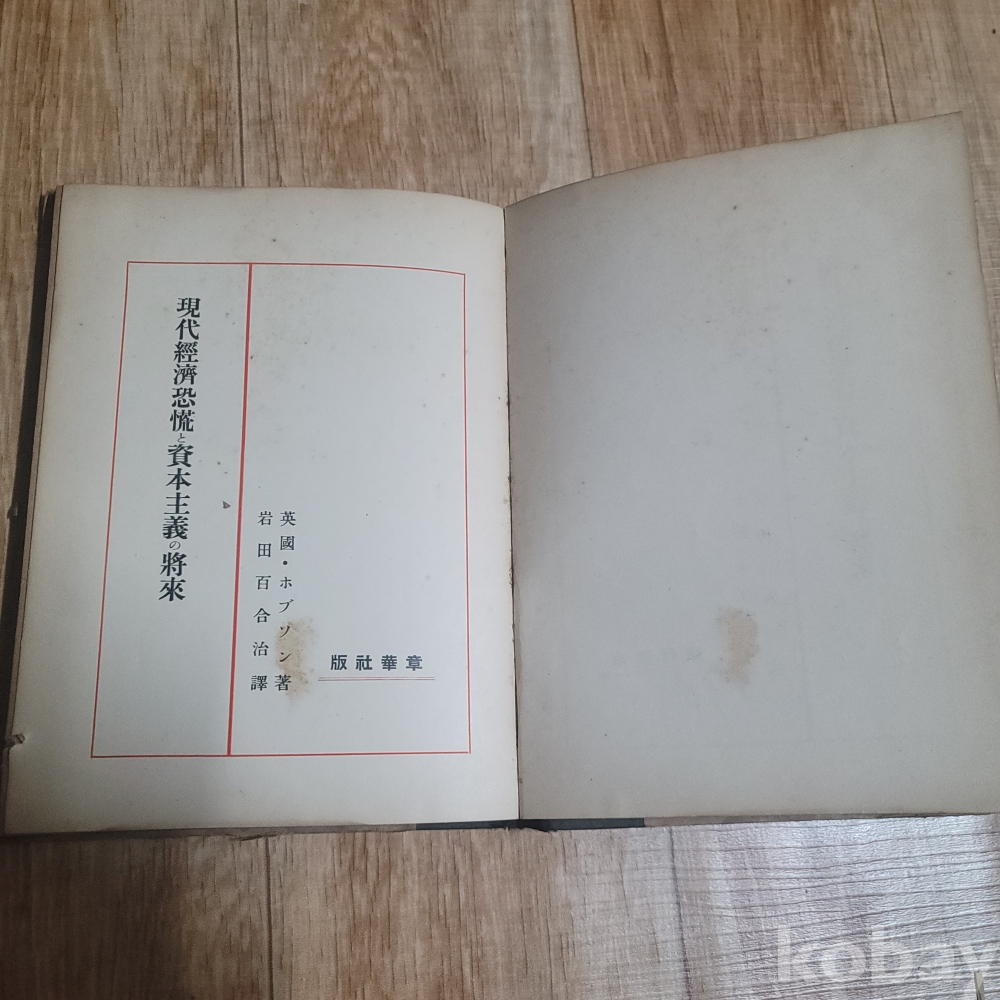 現代經濟恐慌と資本主義の將來
英國・ホブソン著
岩田百合治譯
版社華章
kobay